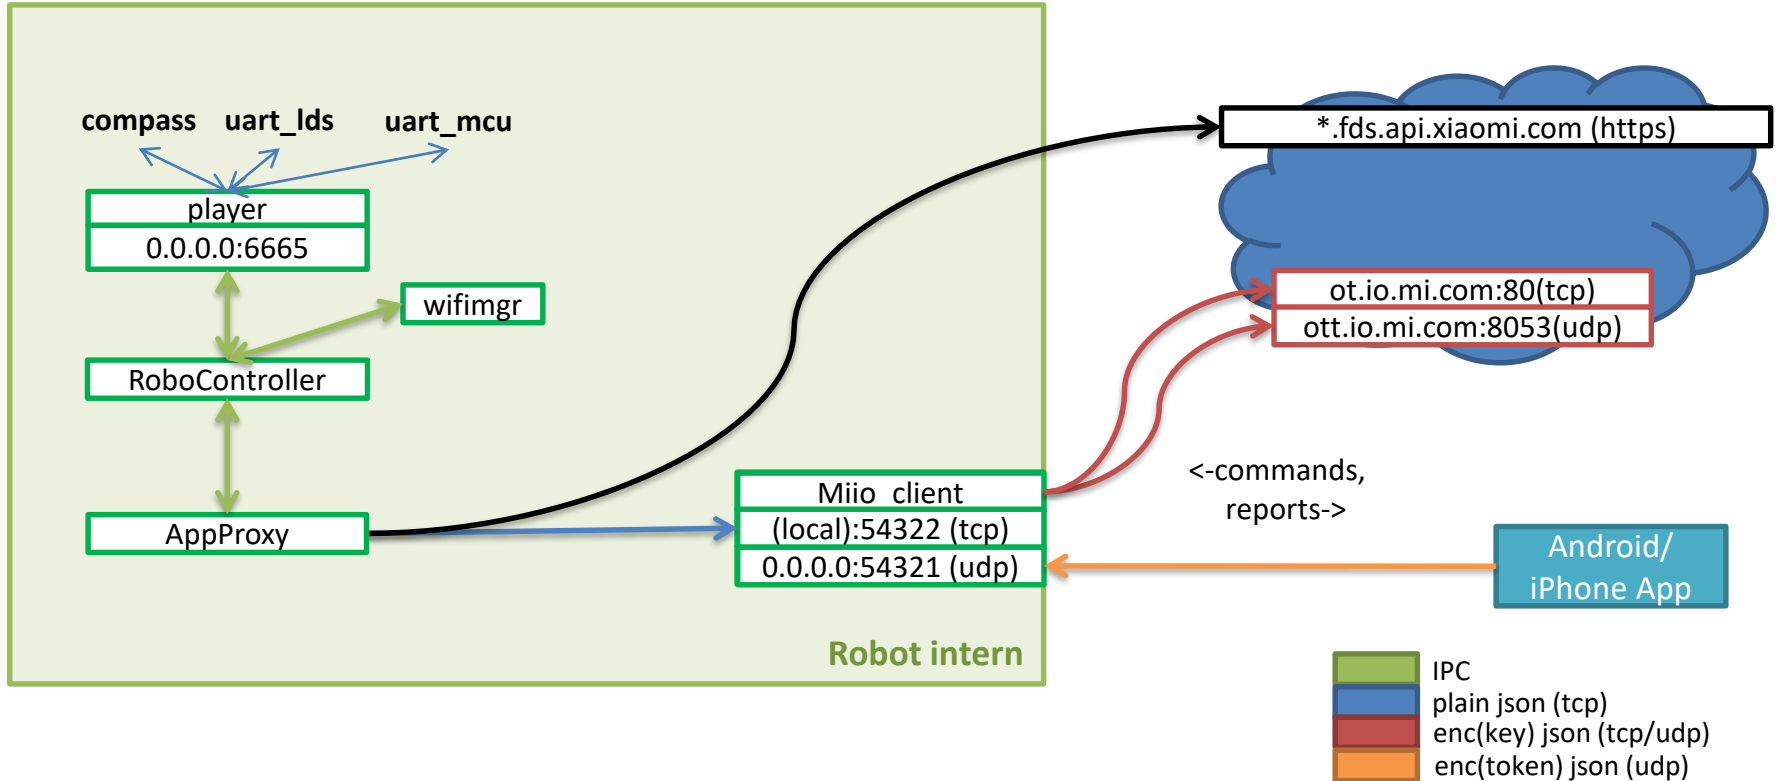 compass uart_lds uart_mcu
player
0.0.0.0:6665
wifimgr
RoboController
AppProxy
Miio_client
(local):54322 (tcp)
0.0.0.0:54321 (udp)
Robot intern
*.fds.api.xiaomi.com (https)
ot.io.mi.com:80(tcp)
ott.io.mi.com:8053(udp)
<-commands,
reports->
Android/
iPhone App
IPC
plain json (tcp)
enc(key) json (tcp/udp)
enc(token) json (udp)